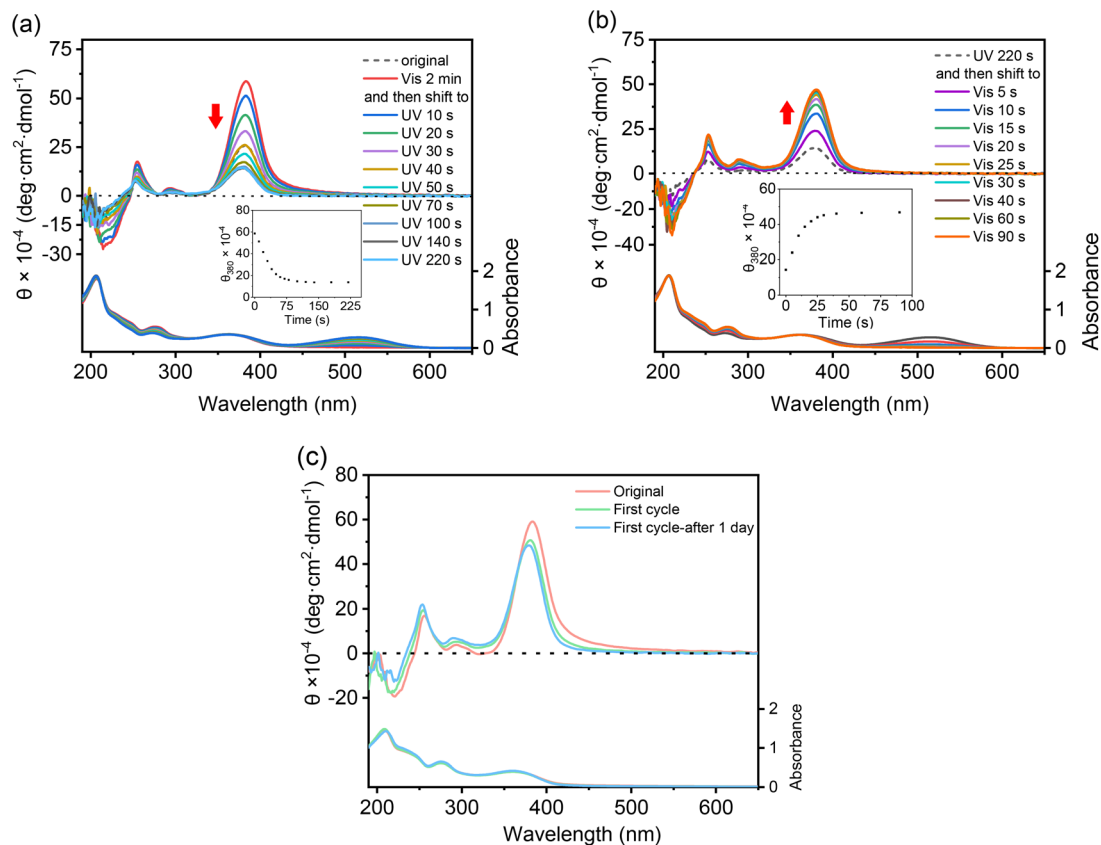 (a)
75
50
25
0
-15
-30
θ × 10⁻⁴ (deg·cm²·dmol⁻¹)
original
Vis 2 min
and then shift to
UV 10 s
UV 20 s
UV 30 s
UV 40 s
UV 50 s
UV 70 s
UV 100 s
UV 140 s
UV 220 s
80
60
40
20
0
θ₃₈₀ × 10⁻⁴
0 75 150 225
Time (s)
2
1
0
Absorbance
200 300 400 500 600
Wavelength (nm)
(b)
75
50
25
0
-20
-40
θ × 10⁻⁴ (deg·cm²·dmol⁻¹)
UV 220 s
and then shift to
Vis 5 s
Vis 10 s
Vis 15 s
Vis 20 s
Vis 25 s
Vis 30 s
Vis 40 s
Vis 60 s
Vis 90 s
60
40
20
0
θ₃₈₀ × 10⁻⁴
0 25 50 75 100
Time (s)
2
1
0
Absorbance
200 300 400 500 600
Wavelength (nm)
(c)
80
60
40
20
0
-20
θ ×10⁻⁴ (deg·cm²·dmol⁻¹)
Original
First cycle
First cycle-after 1 day
2
1
0
Absorbance
200 300 400 500 600
Wavelength (nm)